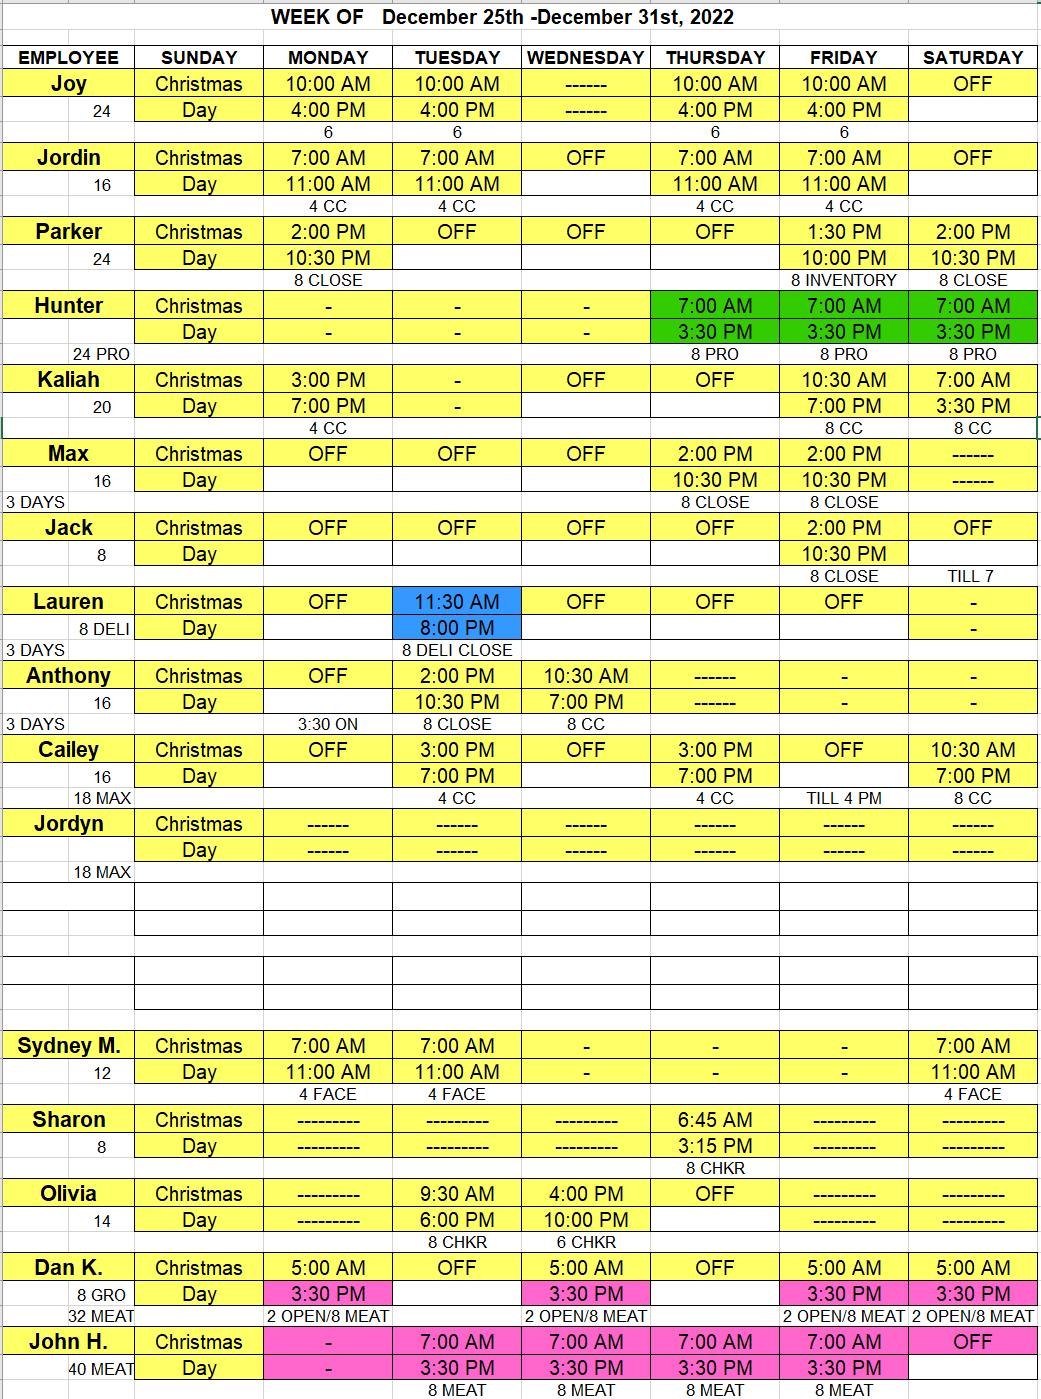 WEEK OF December 25th -December 31st, 2022
EMPLOYEE SUNDAY MONDAY TUESDAY WEDNESDAY THURSDAY FRIDAY SATURDAY
Joy Christmas 10:00 AM 10:00 AM ------ 10:00 AM 10:00 AM OFF
24 Day 4:00 PM 4:00 PM ------ 4:00 PM 4:00 PM
6 6 6 6
Jordin Christmas 7:00 AM 7:00 AM OFF 7:00 AM 7:00 AM OFF
16 Day 11:00 AM 11:00 AM 11:00 AM 11:00 AM
4 CC 4 CC 4 CC 4 CC
Parker Christmas 2:00 PM OFF OFF OFF 1:30 PM 2:00 PM
24 Day 10:30 PM 10:00 PM 10:30 PM
8 CLOSE 8 INVENTORY 8 CLOSE
Hunter Christmas - - - 7:00 AM 7:00 AM 7:00 AM
Day - - - 3:30 PM 3:30 PM 3:30 PM
24 PRO 8 PRO 8 PRO 8 PRO
Kaliah Christmas 3:00 PM - OFF OFF 10:30 AM 7:00 AM
20 Day 7:00 PM - 7:00 PM 3:30 PM
4 CC 8 CC 8 CC
Max Christmas OFF OFF OFF 2:00 PM 2:00 PM ------
16 Day 10:30 PM 10:30 PM ------
3 DAYS 8 CLOSE 8 CLOSE
Jack Christmas OFF OFF OFF OFF 2:00 PM OFF
8 Day 10:30 PM
8 CLOSE TILL 7
Lauren Christmas OFF 11:30 AM OFF OFF OFF -
8 DELI Day 8:00 PM -
3 DAYS 8 DELI CLOSE
Anthony Christmas OFF 2:00 PM 10:30 AM ------ - -
16 Day 10:30 PM 7:00 PM ------ - -
3 DAYS 3:30 ON 8 CLOSE 8 CC
Cailey Christmas OFF 3:00 PM OFF 3:00 PM OFF 10:30 AM
16 Day 7:00 PM 7:00 PM 7:00 PM
18 MAX 4 CC 4 CC TILL 4 PM 8 CC
Jordyn Christmas ------ ------ ------ ------ ------ ------
Day ------ ------ ------ ------ ------ ------
18 MAX
Sydney M. Christmas 7:00 AM 7:00 AM - - - 7:00 AM
12 Day 11:00 AM 11:00 AM - - - 11:00 AM
4 FACE 4 FACE 4 FACE
Sharon Christmas --------- --------- --------- 6:45 AM --------- ---------
8 Day --------- --------- --------- 3:15 PM --------- ---------
8 CHKR
Olivia Christmas --------- 9:30 AM 4:00 PM OFF --------- ---------
14 Day --------- 6:00 PM 10:00 PM --------- ---------
8 CHKR 6 CHKR
Dan K. Christmas 5:00 AM OFF 5:00 AM OFF 5:00 AM 5:00 AM
8 GRO Day 3:30 PM 3:30 PM 3:30 PM 3:30 PM
32 MEAT 2 OPEN/8 MEAT 2 OPEN/8 MEAT 2 OPEN/8 MEAT 2 OPEN/8 MEAT
John H. Christmas - 7:00 AM 7:00 AM 7:00 AM 7:00 AM OFF
40 MEAT Day - 3:30 PM 3:30 PM 3:30 PM 3:30 PM
8 MEAT 8 MEAT 8 MEAT 8 MEAT